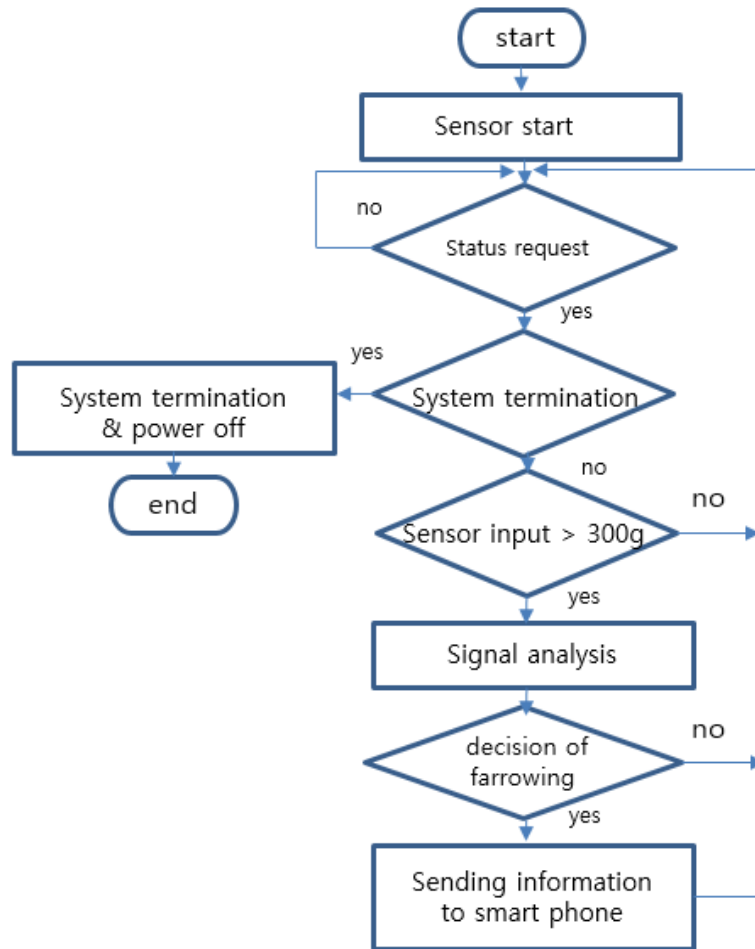 start
Sensor start
no
Status request
yes
yes
System termination
& power off
System termination
no
end
Sensor input > 300g
no
yes
Signal analysis
no
decision of
farrowing
yes
Sending information
to smart phone